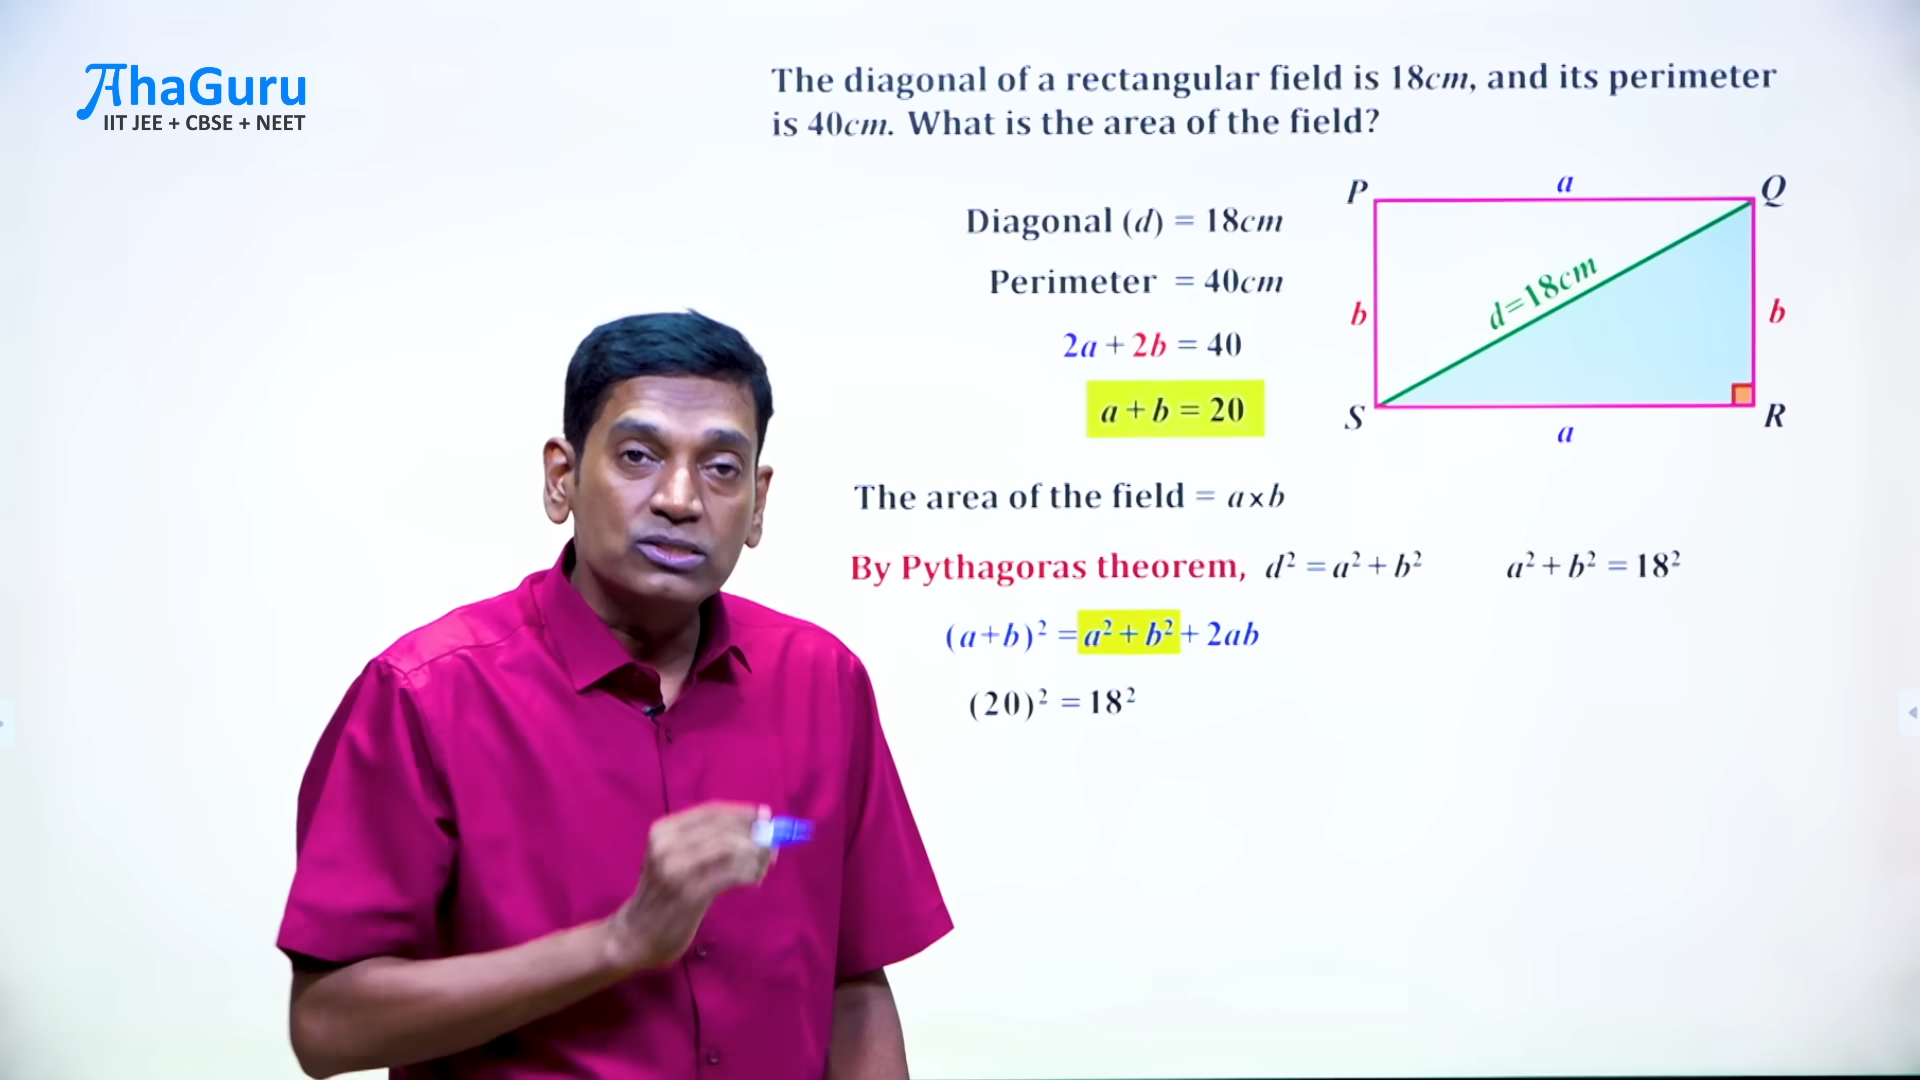 AhaGuru
IIT JEE + CBSE + NEET
The diagonal of a rectangular field is 18cm, and its perimeter
is 40cm. What is the area of the field?
Diagonal (d) = 18cm
Perimeter = 40cm
2a + 2b = 40
a + b = 20
P a Q
b d=18cm b
S a R
The area of the field = a×b
By Pythagoras theorem, d² = a² + b² a² + b² = 18²
(a+b)² = a² + b² + 2ab
(20)² = 18²